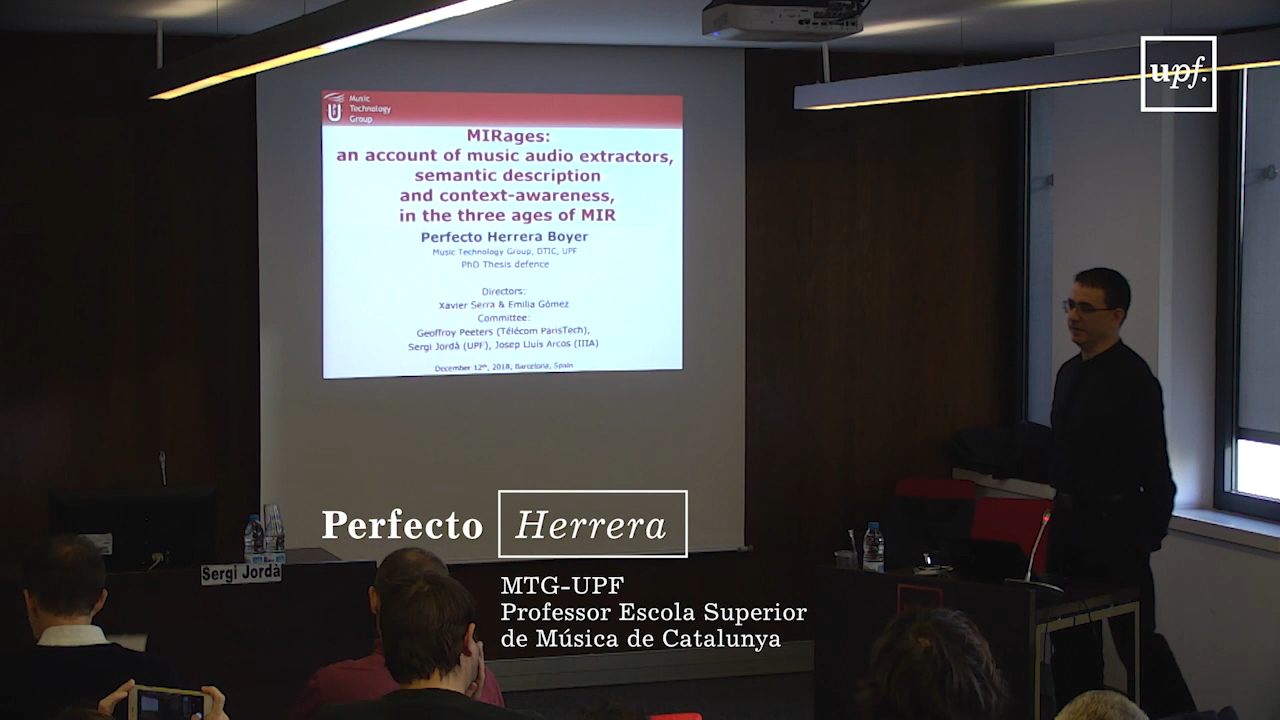 upf.
Music
Technology
Group
MIRages:
an account of music audio extractors,
semantic description
and context-awareness,
in the three ages of MIR
Perfecto Herrera Boyer
Music Technology Group, DTIC, UPF
PhD Thesis defence
Directors:
Xavier Serra & Emilia Gómez
Committee:
Geoffroy Peeters (Télécom ParisTech),
Sergi Jordà (UPF), Josep Lluis Arcos (IIIA)
December 12th, 2018, Barcelona, Spain
Perfecto Herrera
Sergi Jordà
MTG-UPF
Professor Escola Superior
de Música de Catalunya